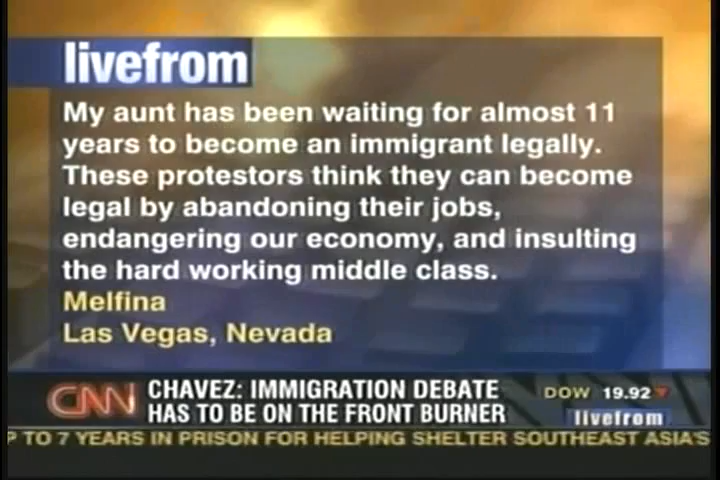 livefrom
My aunt has been waiting for almost 11
years to become an immigrant legally.
These protestors think they can become
legal by abandoning their jobs,
endangering our economy, and insulting
the hard working middle class.
Melfina
Las Vegas, Nevada
CNN
CHAVEZ: IMMIGRATION DEBATE
HAS TO BE ON THE FRONT BURNER
DOW 19.92
livefrom
P TO 7 YEARS IN PRISON FOR HELPING SHELTER SOUTHEAST ASIA'S